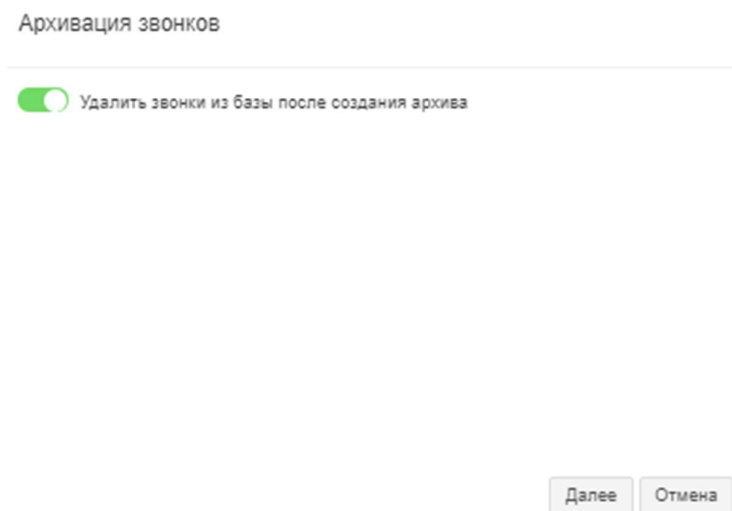 Архивация звонков
Удалить звонки из базы после создания архива
Далее Отмена